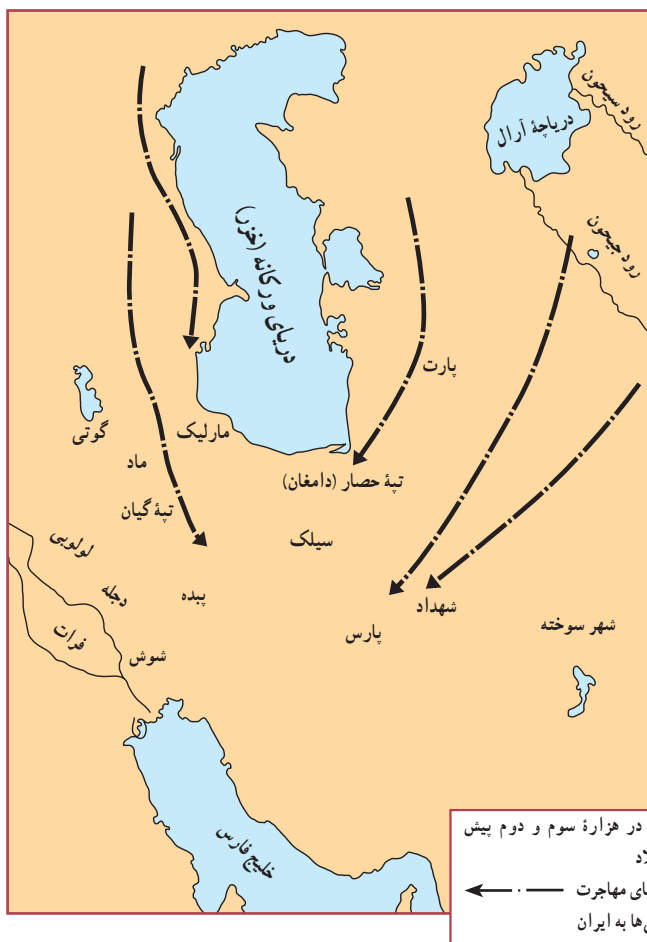 دریاچهٔ آرال
رود سیحون
رود جیحون
دریای ورکانه (خزر)
پارت
گوتی
مارلیک
ماد
تپهٔ حصار (دامغان)
تپهٔ گیان
لولوبی
سیلک
دجله
پبده
شهداد
فرات
شوش
پارس
شهر سوخته
خلیج فارس
در هزارهٔ سوم و دوم پیش
لاد
ای مهاجرت
ها به ایران